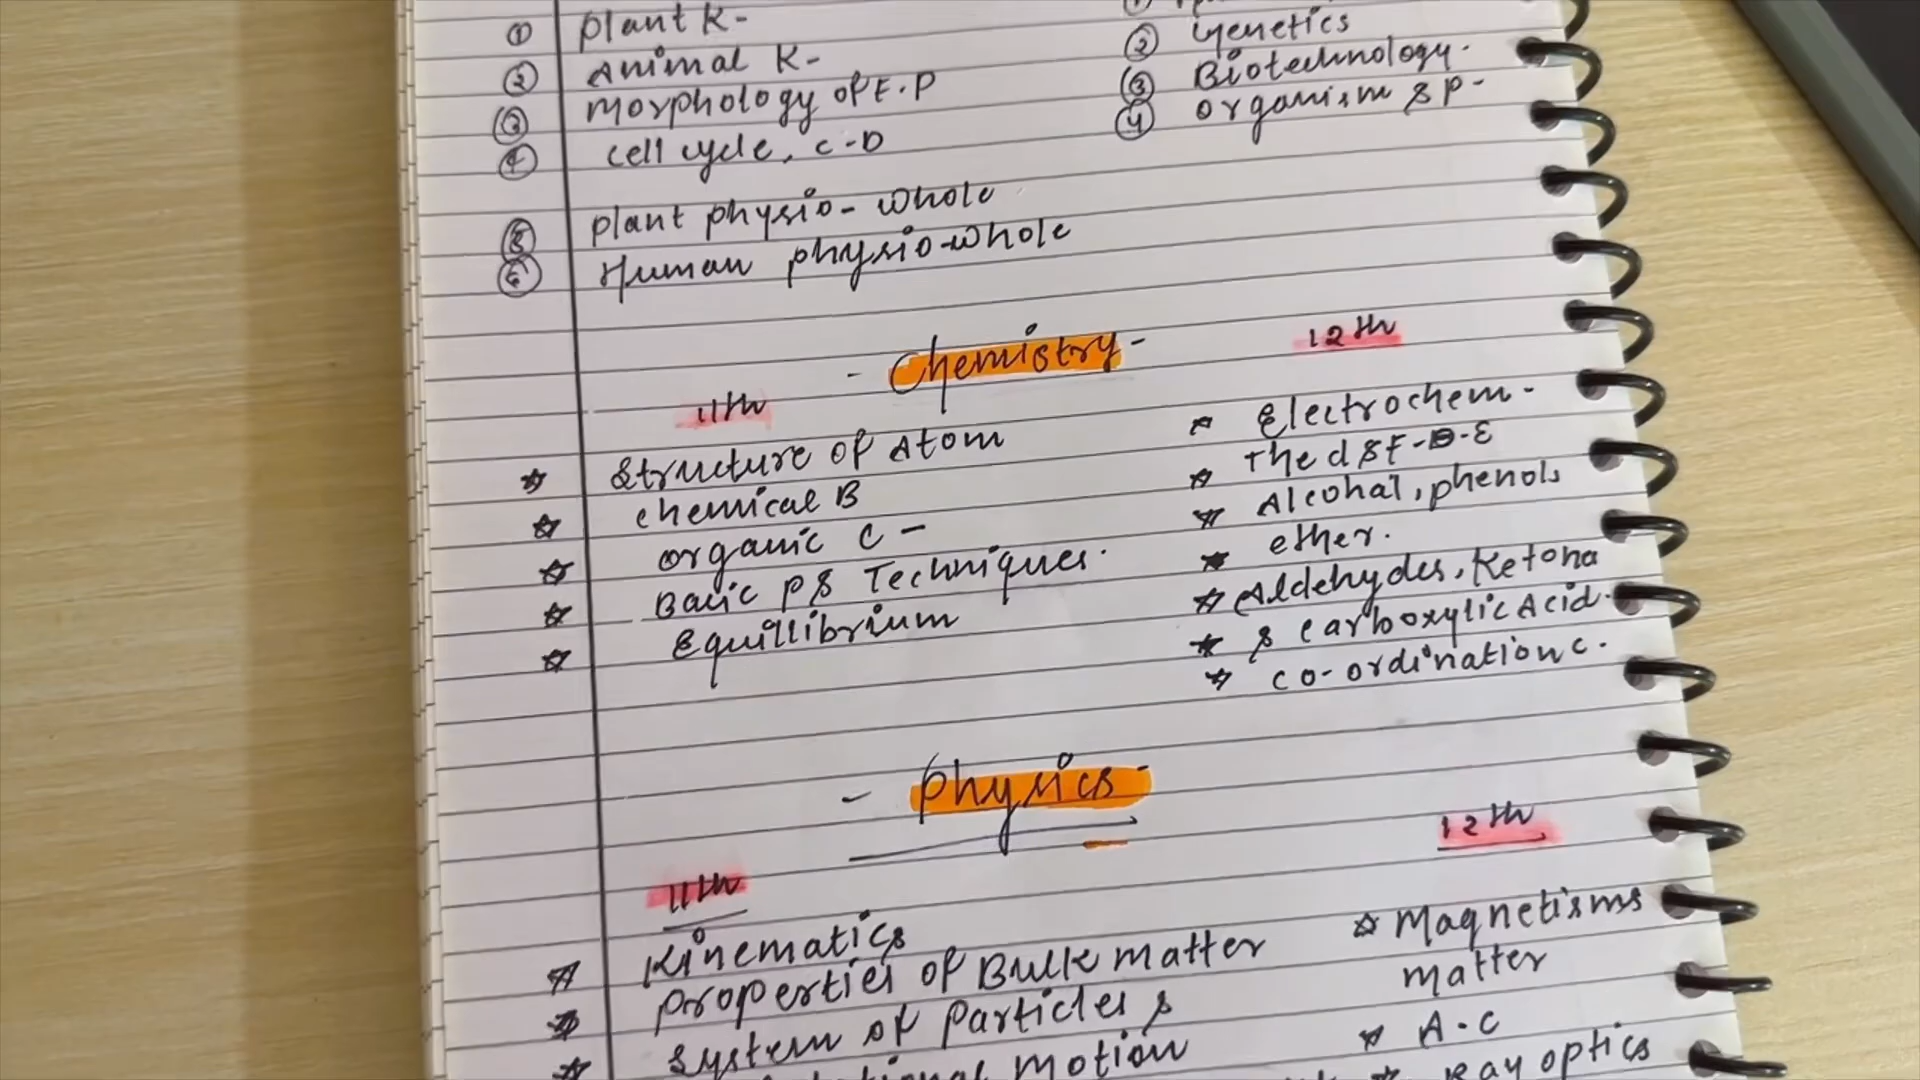 ① Plant K-
② Animal K-
③ Morphology of F.P
④ cell cycle, C-D
⑤ Plant physio- whole
⑥ Human physio-whole
② Genetics
③ Biotechnology.
④ organism & P-
- Chemistry-
11th
☆ Structure of Atom
☆ chemical B
☆ organic C-
☆ Basic P & Techniques.
☆ Equillibrium
12th
☆ Electrochem-
☆ The d & F-B-E
☆ Alcohal, phenols
☆ ether.
☆ Aldehydes, Ketona
☆ & carboxylic Acid.
☆ co-ordination c.
- Physics-
11th
☆ Kinematics
☆ Properties of Bulk matter
☆ System of Particles &
Motion
12th
☆ Magnetisms
matter
☆ A.C
☆ Ray optics